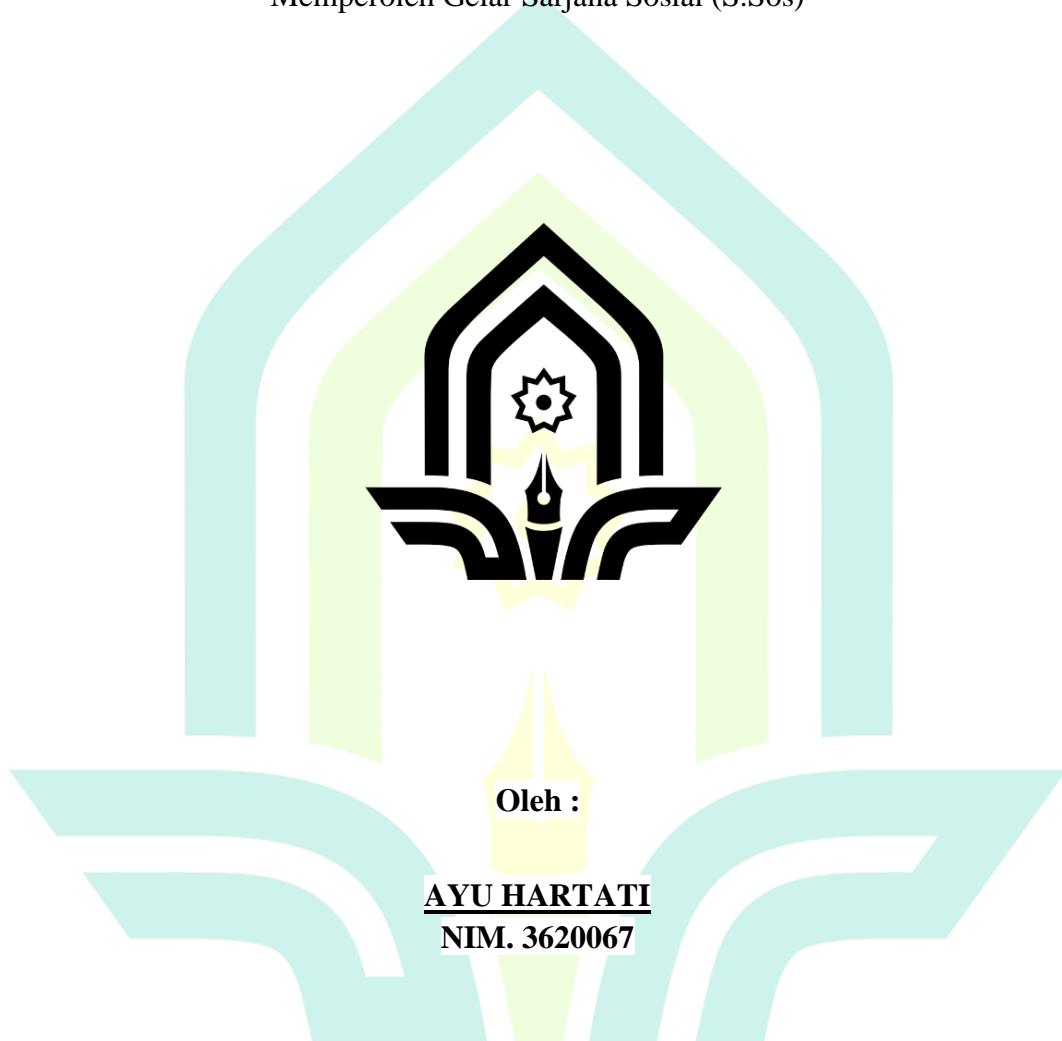 Memperoleh Gelar Sarjana Sosial (S.Sos)
Oleh :
AYU HARTATI
NIM. 3620067